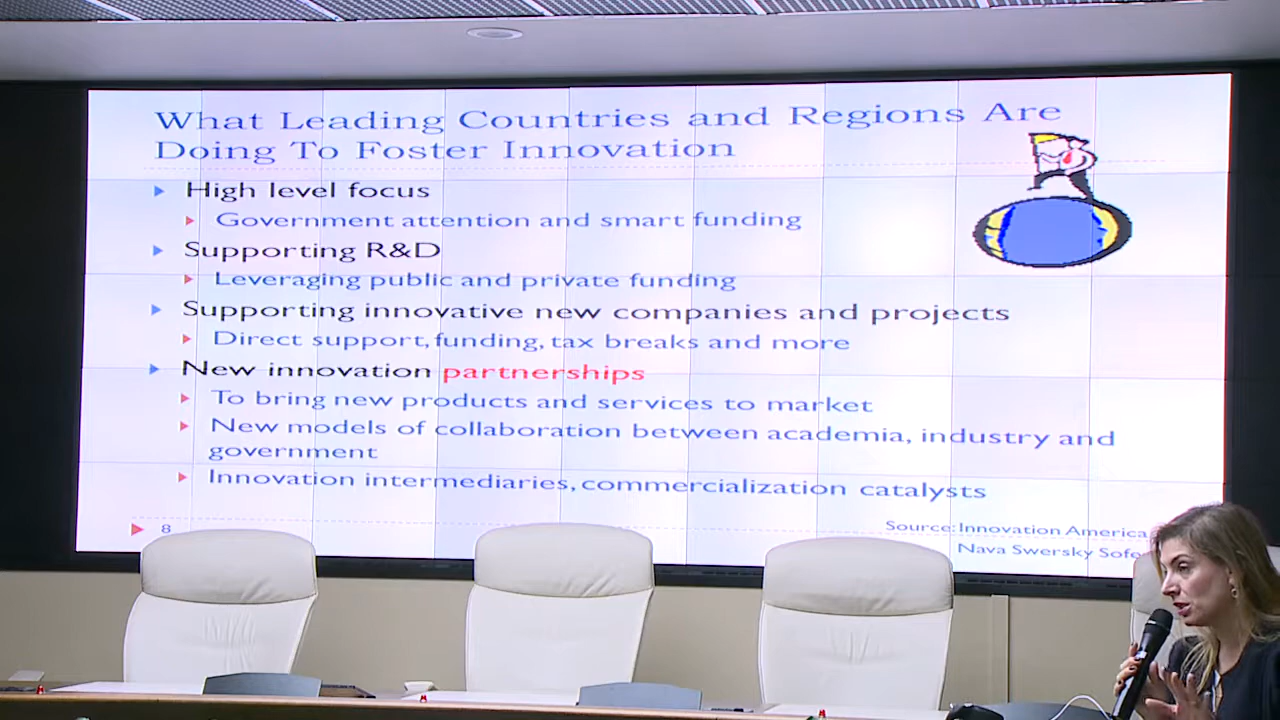 What Leading Countries and Regions Are
Doing To Foster Innovation
High level focus
Government attention and smart funding
Supporting R&D
Leveraging public and private funding
Supporting innovative new companies and projects
Direct support, funding, tax breaks and more
New innovation partnerships
To bring new products and services to market
New models of collaboration between academia, industry and
government
Innovation intermediaries, commercialization catalysts
8
Source: Innovation America
Nava Swersky